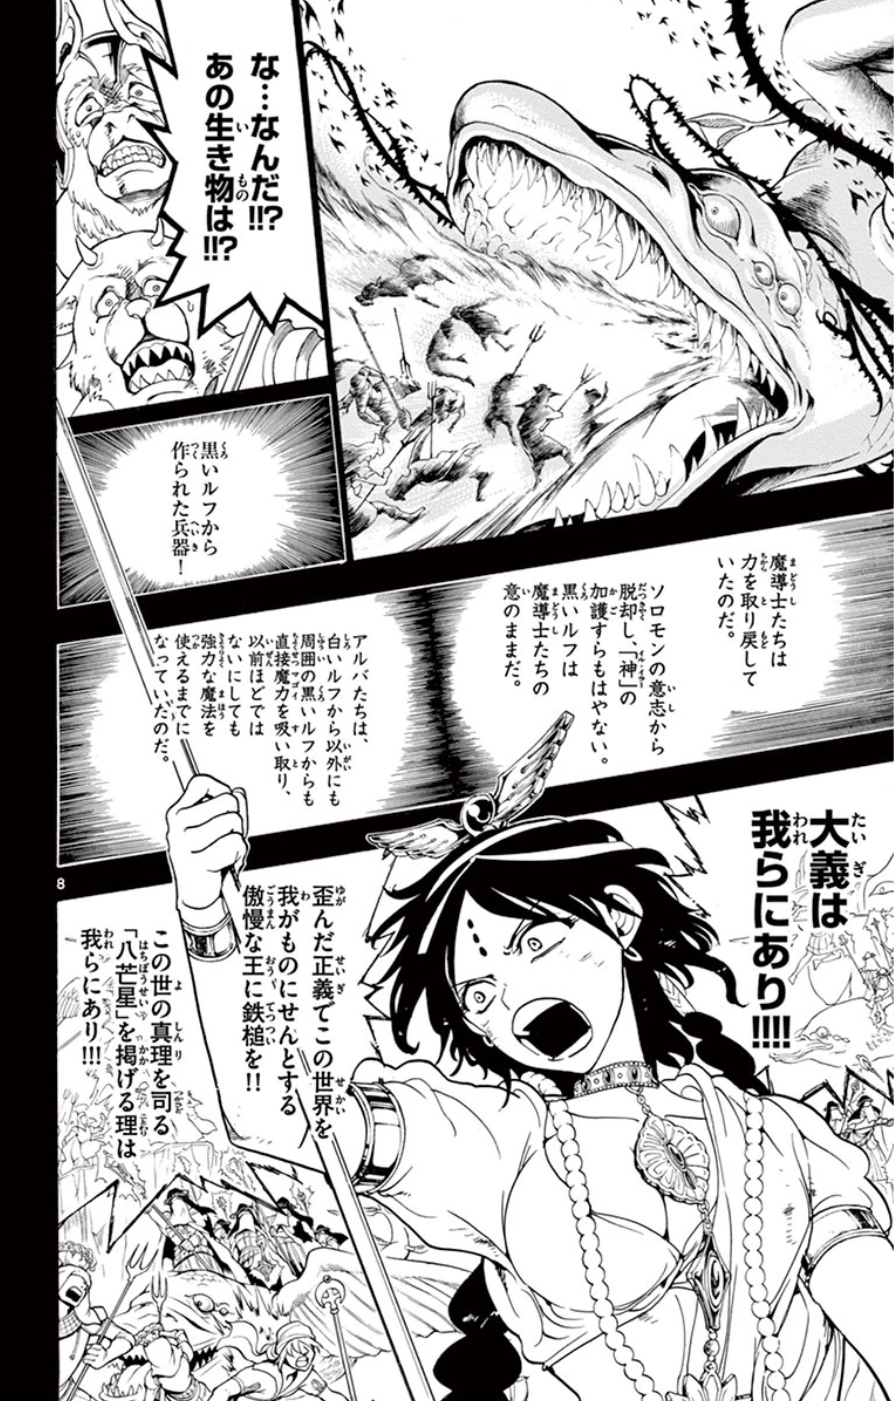 な…なんだ!!?
あの生き物は!!?
黒いルフから
作られた兵器!
魔導士たちは
力を取り戻して
いたのだ。
ソロモンの意志から
脱却し、「神」の
加護すらもはやない。
黒いルフは
魔導士たちの
意のままだ。
アルバたちは、
白いルフから以外にも
周囲の黒いルフからも
直接魔力を吸い取り、
以前ほどでは
ないにしても
強力な魔法を
使えるまでに
なっていたのだ。
大義は
我らにあり!!!!
歪んだ正義でこの世界を
我がものにせんとする
傲慢な王に鉄槌を!!
この世の真理を司る
「八芒星」を掲げる理は
我らにあり!!!
8